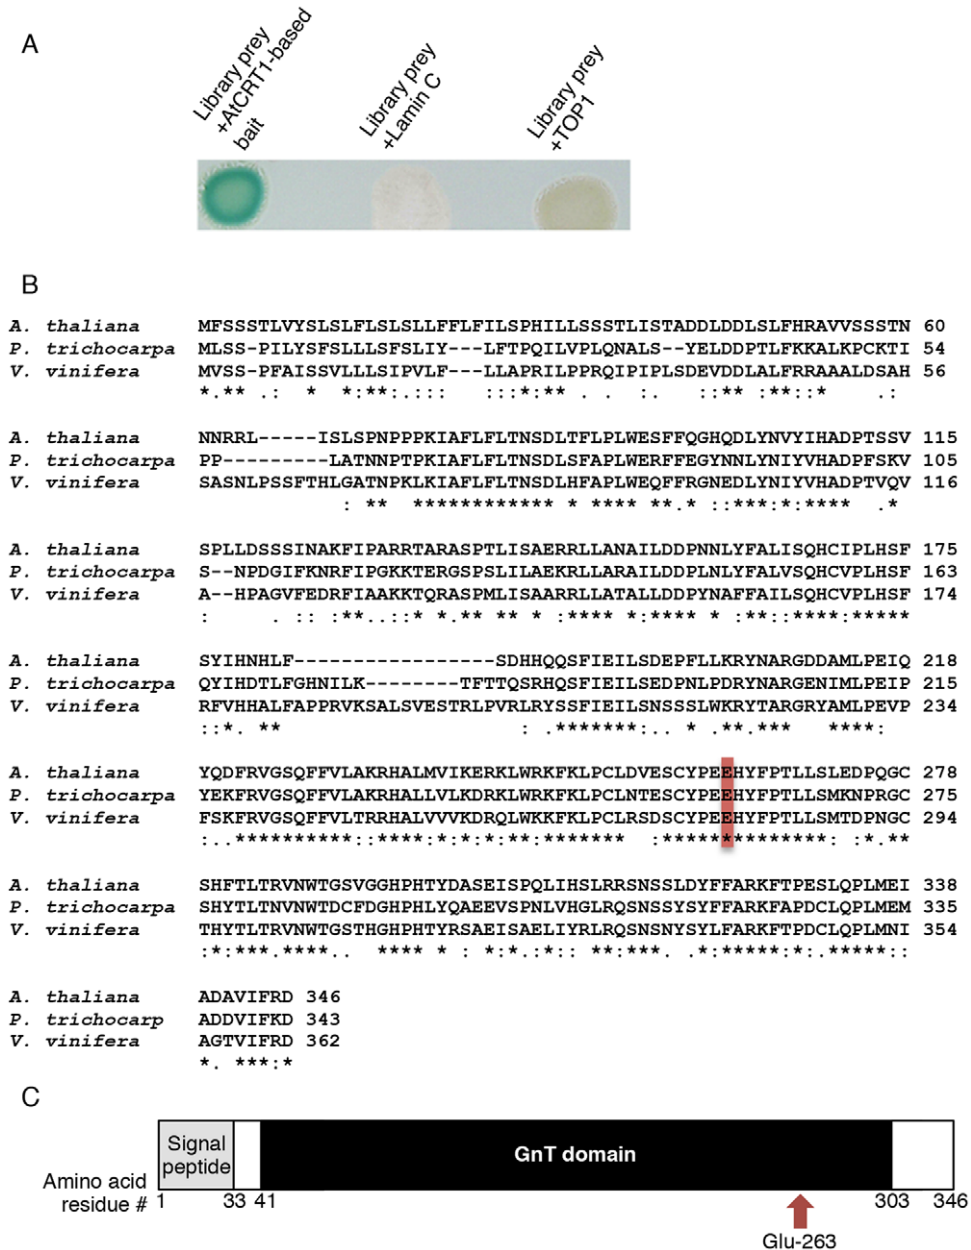 A
Library prey
+AtCRT1-based
bait
Library prey
+Lamin C
Library prey
+TOP1
B
A. thaliana MFSSSTLVYSLSLFLSLSLLFFLFILSPHILLSSSTLISTADDLDDLSLFHRAVVSSSTN 60
P. trichocarpa MLSS-PILYSFSLLLSFSLIY---LFTPQILVPLQNALS--YELDDPTLFKKALKPCKTI 54
V. vinifera MVSS-PFAISSVLLLSIPVLF---LLAPRILPPRQIPIPLSDEVDDLALFRRAAALDSAH 56
*.** .: * *:**:.::: :::*:** . . :. ::** :**::* .:
A. thaliana NNRRL-----ISLSPNPPPKIAFLFLTNSDLTFLPLWESFFQGHQDLYNVYIHADPTSSV 115
P. trichocarpa PP---------LATNNPTPKIAFLFLTNSDLSFAPLWERFFEGYNNLYNIYVHADPFSKV 105
V. vinifera SASNLPSSFTHLGATNPKLKIAFLFLTNSDLHFAPLWEQFFRGNEDLYNIYVHADPTVQV 116
: ** ************ * **** **.* ::***:*:**** .*
A. thaliana SPLLDSSSINAKFIPARRTARASPTLISAERRLLANAILDDPNNLYFALISQHCIPLHSF 175
P. trichocarpa S--NPDGIFKNRFIPGKKTERGSPSLILAEKRLLARAILDDPLNLYFALVSQHCVPLHSF 163
V. vinifera A--HPAGVFEDRFIAAKKTQRASPMLISAARRLLATALLDDPYNAFFAILSQHCVPLHSF 174
: . :: :**..::* *.** ** * :**** *:**** * :**::****:*****
A. thaliana SYIHNHLF-----------------SDHHQQSFIEILSDEPFLLKRYNARGDDAMLPEIQ 218
P. trichocarpa QYIHDTLFGHNILK--------TFTTQSRHQSFIEILSEDPNLPDRYNARGENIMLPEIP 215
V. vinifera RFVHHALFAPPRVKSALSVESTRLPVRLRYSSFIEILSNSSSLWKRYTARGRYAMLPEVP 234
::*. ** : .*******:.. * .**.*** ****:
A. thaliana YQDFRVGSQFFVLAKRHALMVIKERKLWRKFKLPCLDVESCYPEEHYFPTLLSLEDPQGC 278
P. trichocarpa YEKFRVGSQFFVLAKRHALLVLKDRKLWRKFKLPCLNTESCYPEEHYFPTLLSMKNPRGC 275
V. vinifera FSKFRVGSQFFVLTRRHALVVVKDRQLWKKFKLPCLRSDSCYPEEHYFPTLLSMTDPNGC 294
:..**********::****:*:*:*:**:******* :**************: :*.**
A. thaliana SHFTLTRVNWTGSVGGHPHTYDASEISPQLIHSLRRSNSSLDYFFARKFTPESLQPLMEI 338
P. trichocarpa SHYTLTNVNWTDCFDGHPHLYQAEEVSPNLVHGLRQSNSSYSYFFARKFAPDCLQPLMEM 335
V. vinifera THYTLTRVNWTGSTHGHPHTYRSAEISAELIYRLRQSNSNYSYLFARKFTPDCLQPLMNI 354
:*:***.****.. **** * : *:*.:*:: **:***. .*:*****:*:.*****::
A. thaliana ADAVIFRD 346
P. trichocarp ADDVIFKD 343
V. vinifera AGTVIFRD 362
*. ***:*
C
Signal
peptide
GnT domain
Amino acid
residue #
1 33 41 303 346
Glu-263